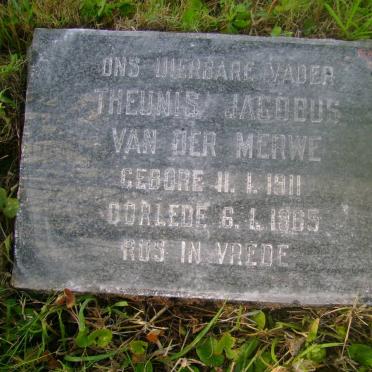 ONS DIERBARE VADER
THEUNIS JACOBUS
VAN DER MERWE
GEBORE 11.1.1911
OORLEDE 6.1.1965
RUS IN VREDE